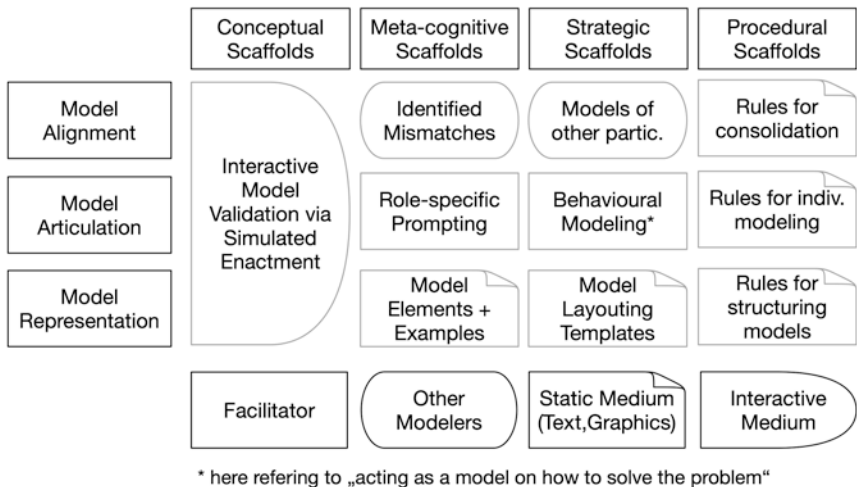 Conceptual
Scaffolds
Meta-cognitive
Scaffolds
Strategic
Scaffolds
Procedural
Scaffolds
Model
Alignment
Identified
Mismatches
Models of
other partic.
Rules for
consolidation
Interactive
Model
Validation via
Simulated
Enactment
Model
Articulation
Role-specific
Prompting
Behavioural
Modeling*
Rules for indiv.
modeling
Model
Representation
Model
Elements +
Examples
Model
Layouting
Templates
Rules for
structuring
models
Facilitator
Other
Modelers
Static Medium
(Text,Graphics)
Interactive
Medium
* here refering to „acting as a model on how to solve the problem“